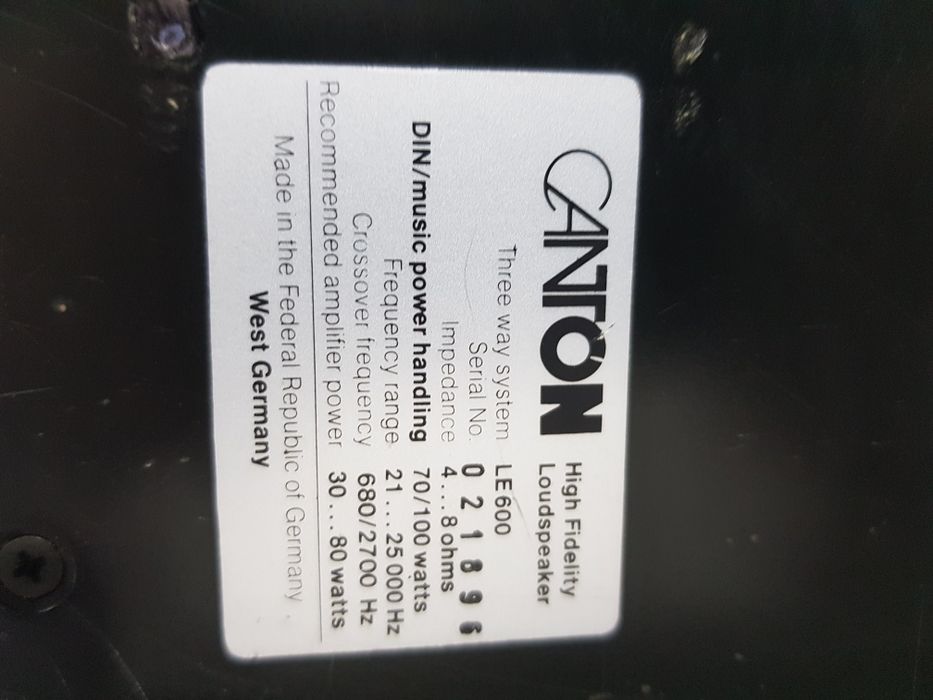 CANTON High Fidelity
Loudspeaker
Three way system LE 600
Serial No. 0 2 1 8 9 6
Impedance 4...8 ohms
DIN/music power handling 70/100 watts
Frequency range 21...25 000 Hz
Crossover frequency 680/2700 Hz
Recommended amplifier power 30...80 watts
Made in the Federal Republic of Germany.
West Germany